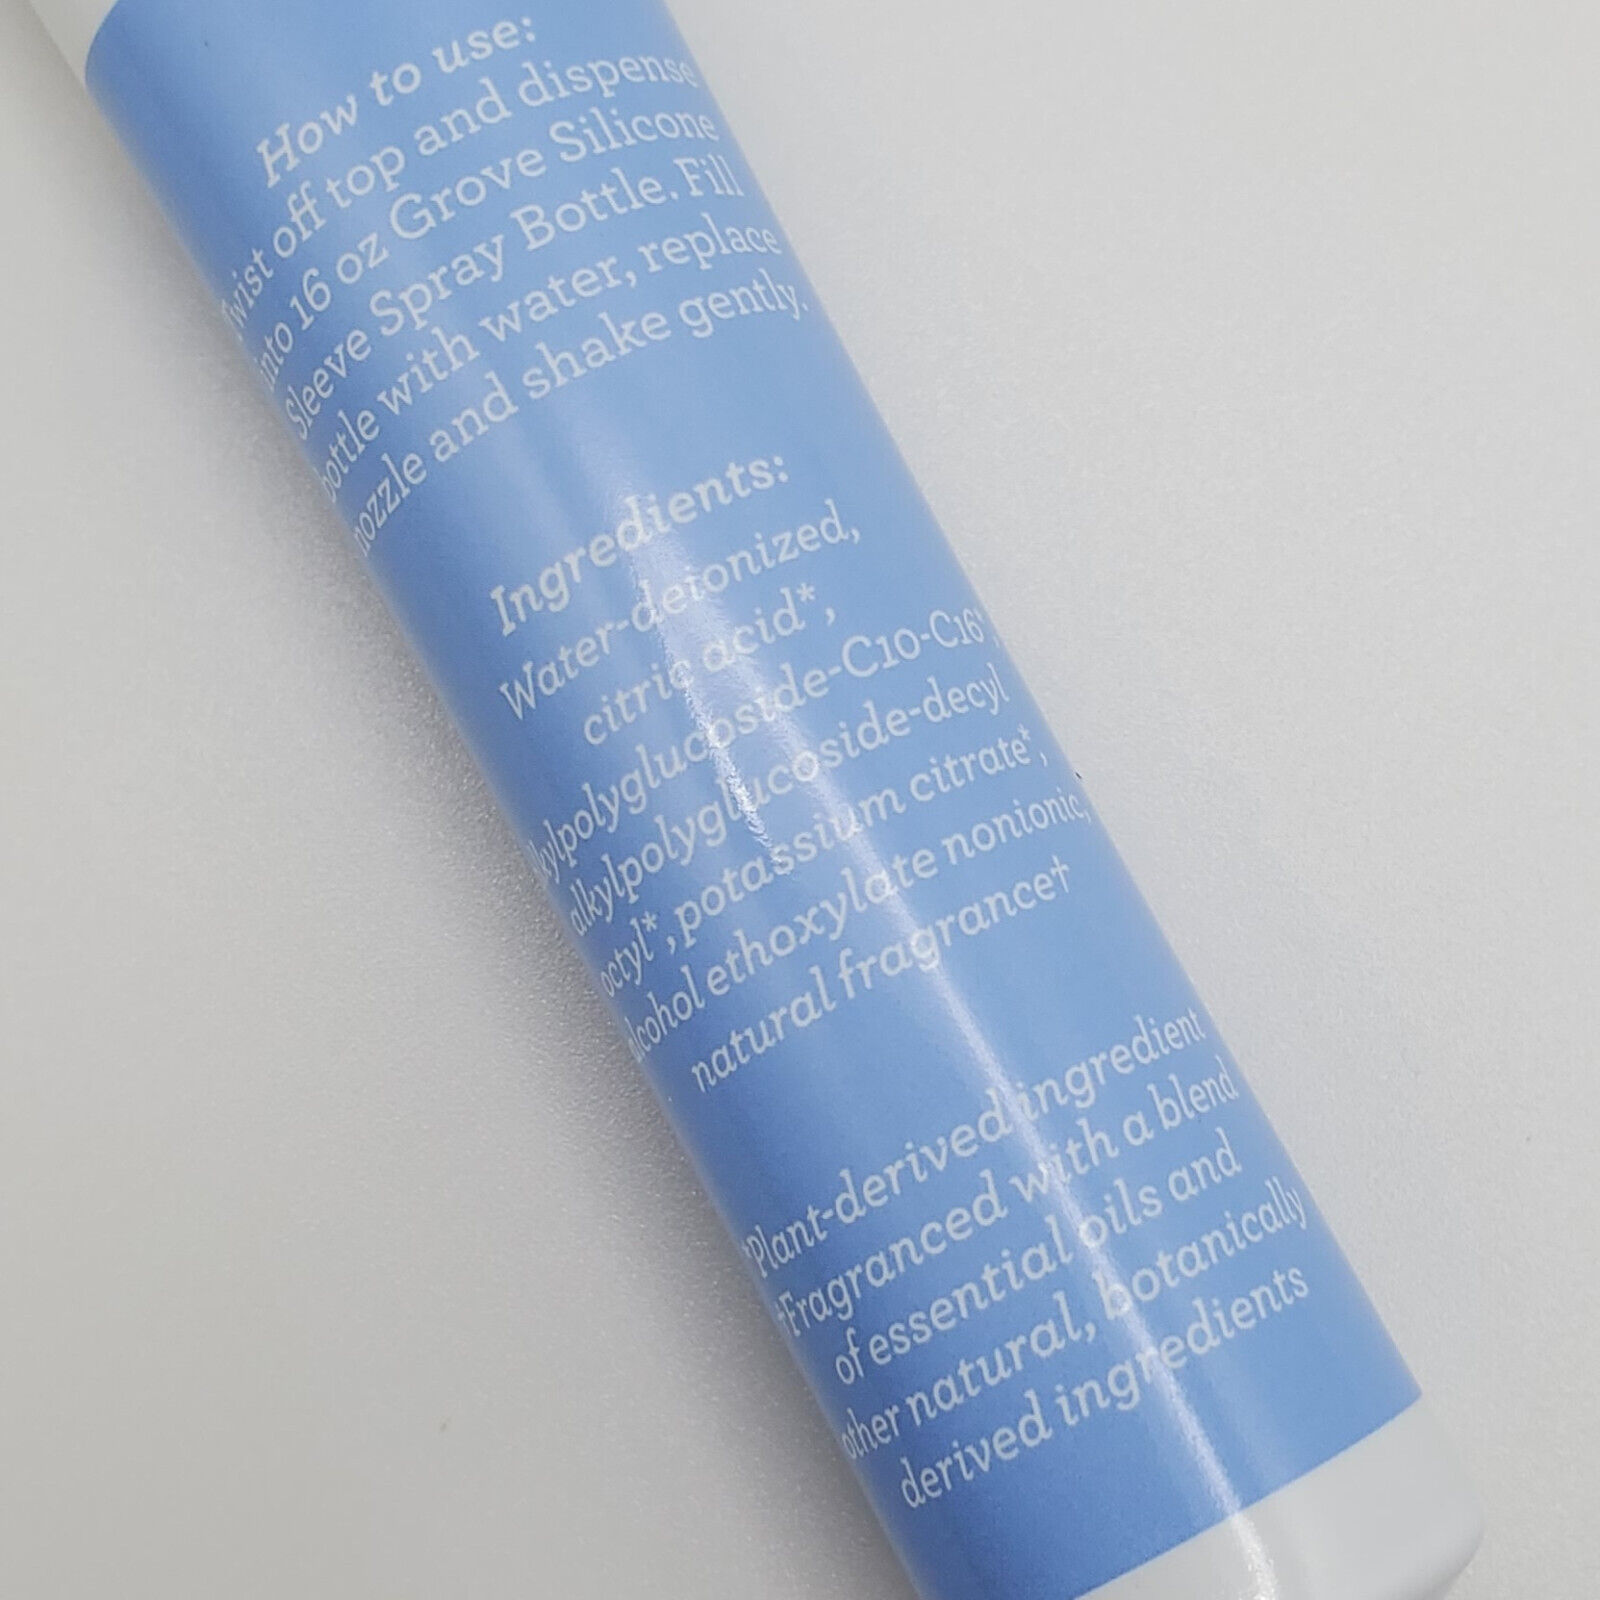 How to use:
Twist off top and dispense
into 16 oz Grove Silicone
Sleeve Spray Bottle. Fill
bottle with water, replace
nozzle and shake gently.
Ingredients:
Water-deionized,
citric acid*,
alkylpolyglucoside-C10-C16*,
alkylpolyglucoside-decyl
octyl*, potassium citrate*,
alcohol ethoxylate nonionic,
natural fragrance†
*Plant-derived ingredient
†Fragranced with a blend
of essential oils and
other natural, botanically
derived ingredients